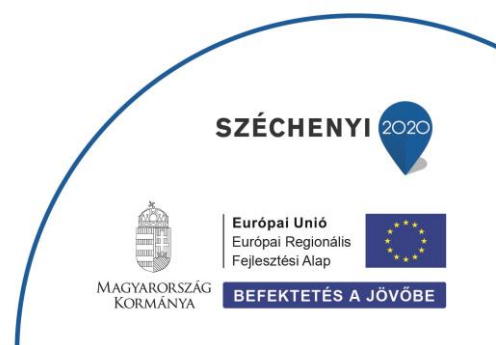 SZÉCHENYI 2020
Európai Unió
Európai Regionális
Fejlesztési Alap
MAGYARORSZÁG
KORMÁNYA
BEFEKTETÉS A JÖVŐBE